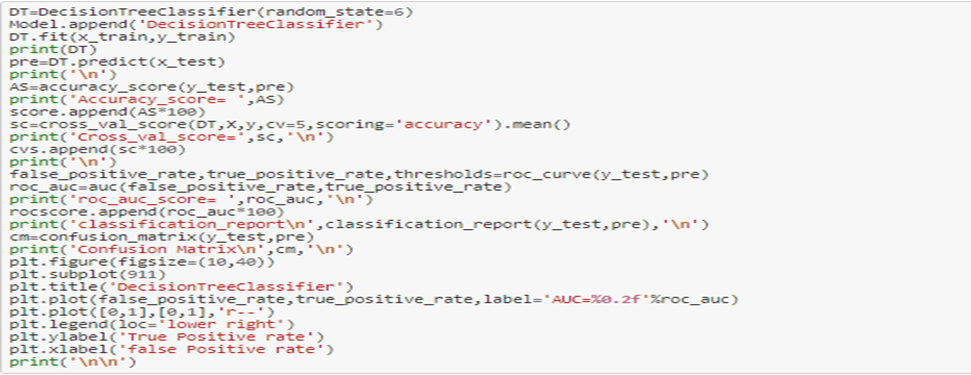 DT=DecisionTreeClassifier(random_state=6)
Model.append('DecisionTreeClassifier')
DT.fit(x_train,y_train)
print(DT)
pre=DT.predict(x_test)
print('\n')
AS=accuracy_score(y_test,pre)
print('Accuracy_score= ',AS)
score.append(AS*100)
sc=cross_val_score(DT,X,y,cv=5,scoring='accuracy').mean()
print('Cross_val_score=',sc,'\n')
cvs.append(sc*100)
print('\n')
false_positive_rate,true_positive_rate,thresholds=roc_curve(y_test,pre)
roc_auc=auc(false_positive_rate,true_positive_rate)
print('roc_auc_score= ',roc_auc,'\n')
rocscore.append(roc_auc*100)
print('classification_report\n',classification_report(y_test,pre),'\n')
cm=confusion_matrix(y_test,pre)
print('Confusion Matrix\n',cm,'\n')
plt.figure(figsize=(10,40))
plt.subplot(911)
plt.title('DecisionTreeClassifier')
plt.plot(false_positive_rate,true_positive_rate,label='AUC=%0.2f'%roc_auc)
plt.plot([0,1],[0,1],'r--')
plt.legend(loc='lower right')
plt.ylabel('True Positive rate')
plt.xlabel('false Positive rate')
print('\n\n')